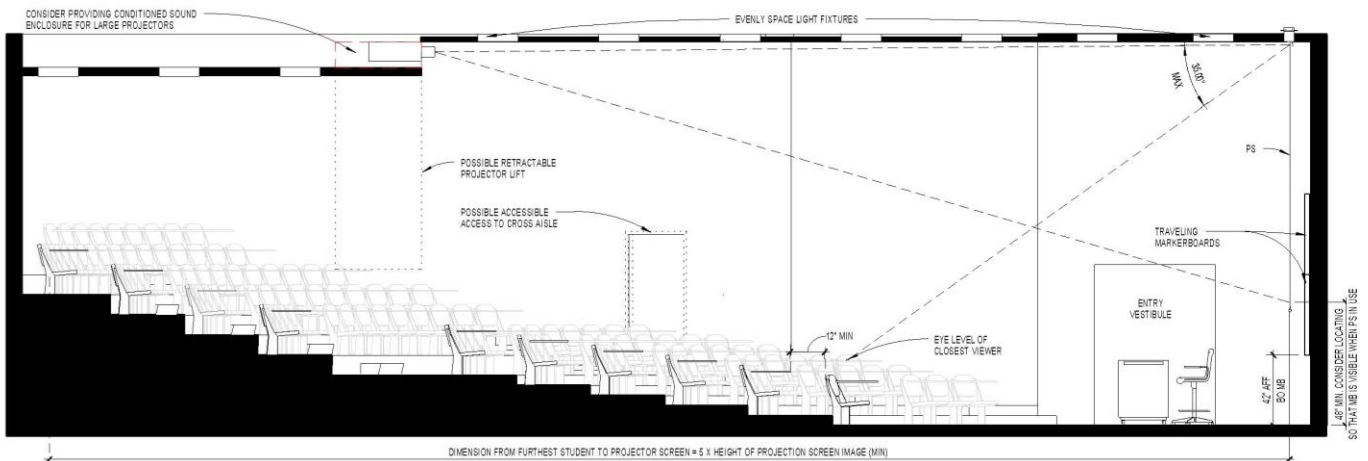 CONSIDER PROVIDING CONDITIONED SOUND
ENCLOSURE FOR LARGE PROJECTORS
EVENLY SPACE LIGHT FIXTURES
35.00°
MAX
POSSIBLE RETRACTABLE
PROJECTOR LIFT
PS
POSSIBLE ACCESSIBLE
ACCESS TO CROSS AISLE
TRAVELING
MARKERBOARDS
ENTRY
VESTIBULE
12" MIN
EYE LEVEL OF
CLOSEST VIEWER
42" AFF
BO MB
48" MIN. CONSIDER LOCATING
SO THAT MB IS VISIBLE WHEN PS IN USE
DIMENSION FROM FURTHEST STUDENT TO PROJECTOR SCREEN = 5 X HEIGHT OF PROJECTION SCREEN IMAGE (MIN)